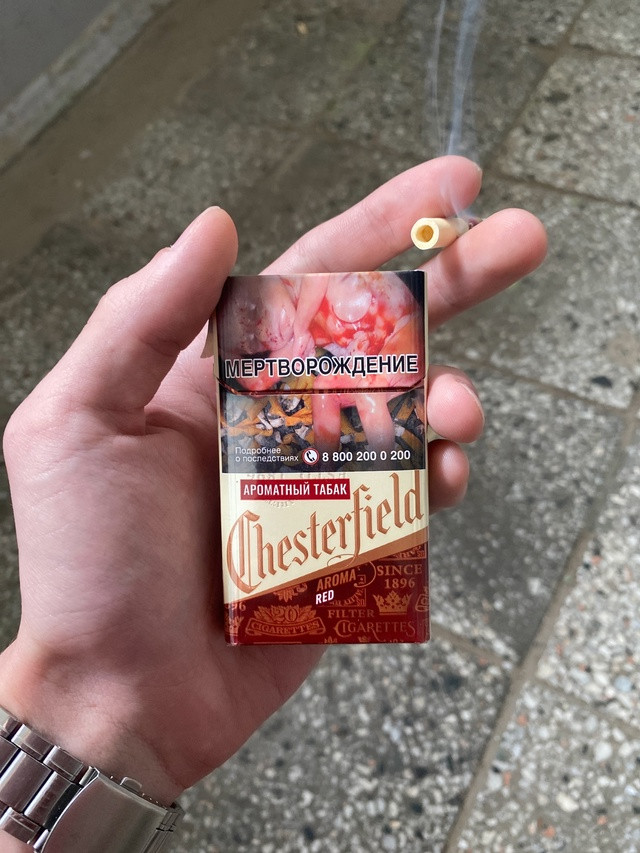 МЕРТВОРОЖДЕНИЕ
Подробнее
о последствиях 8 800 200 0 200
АРОМАТНЫЙ ТАБАК
Chesterfield
AROMA
RED
SINCE
1896
20
CIGARETTES
FILTER
CIGARETTES